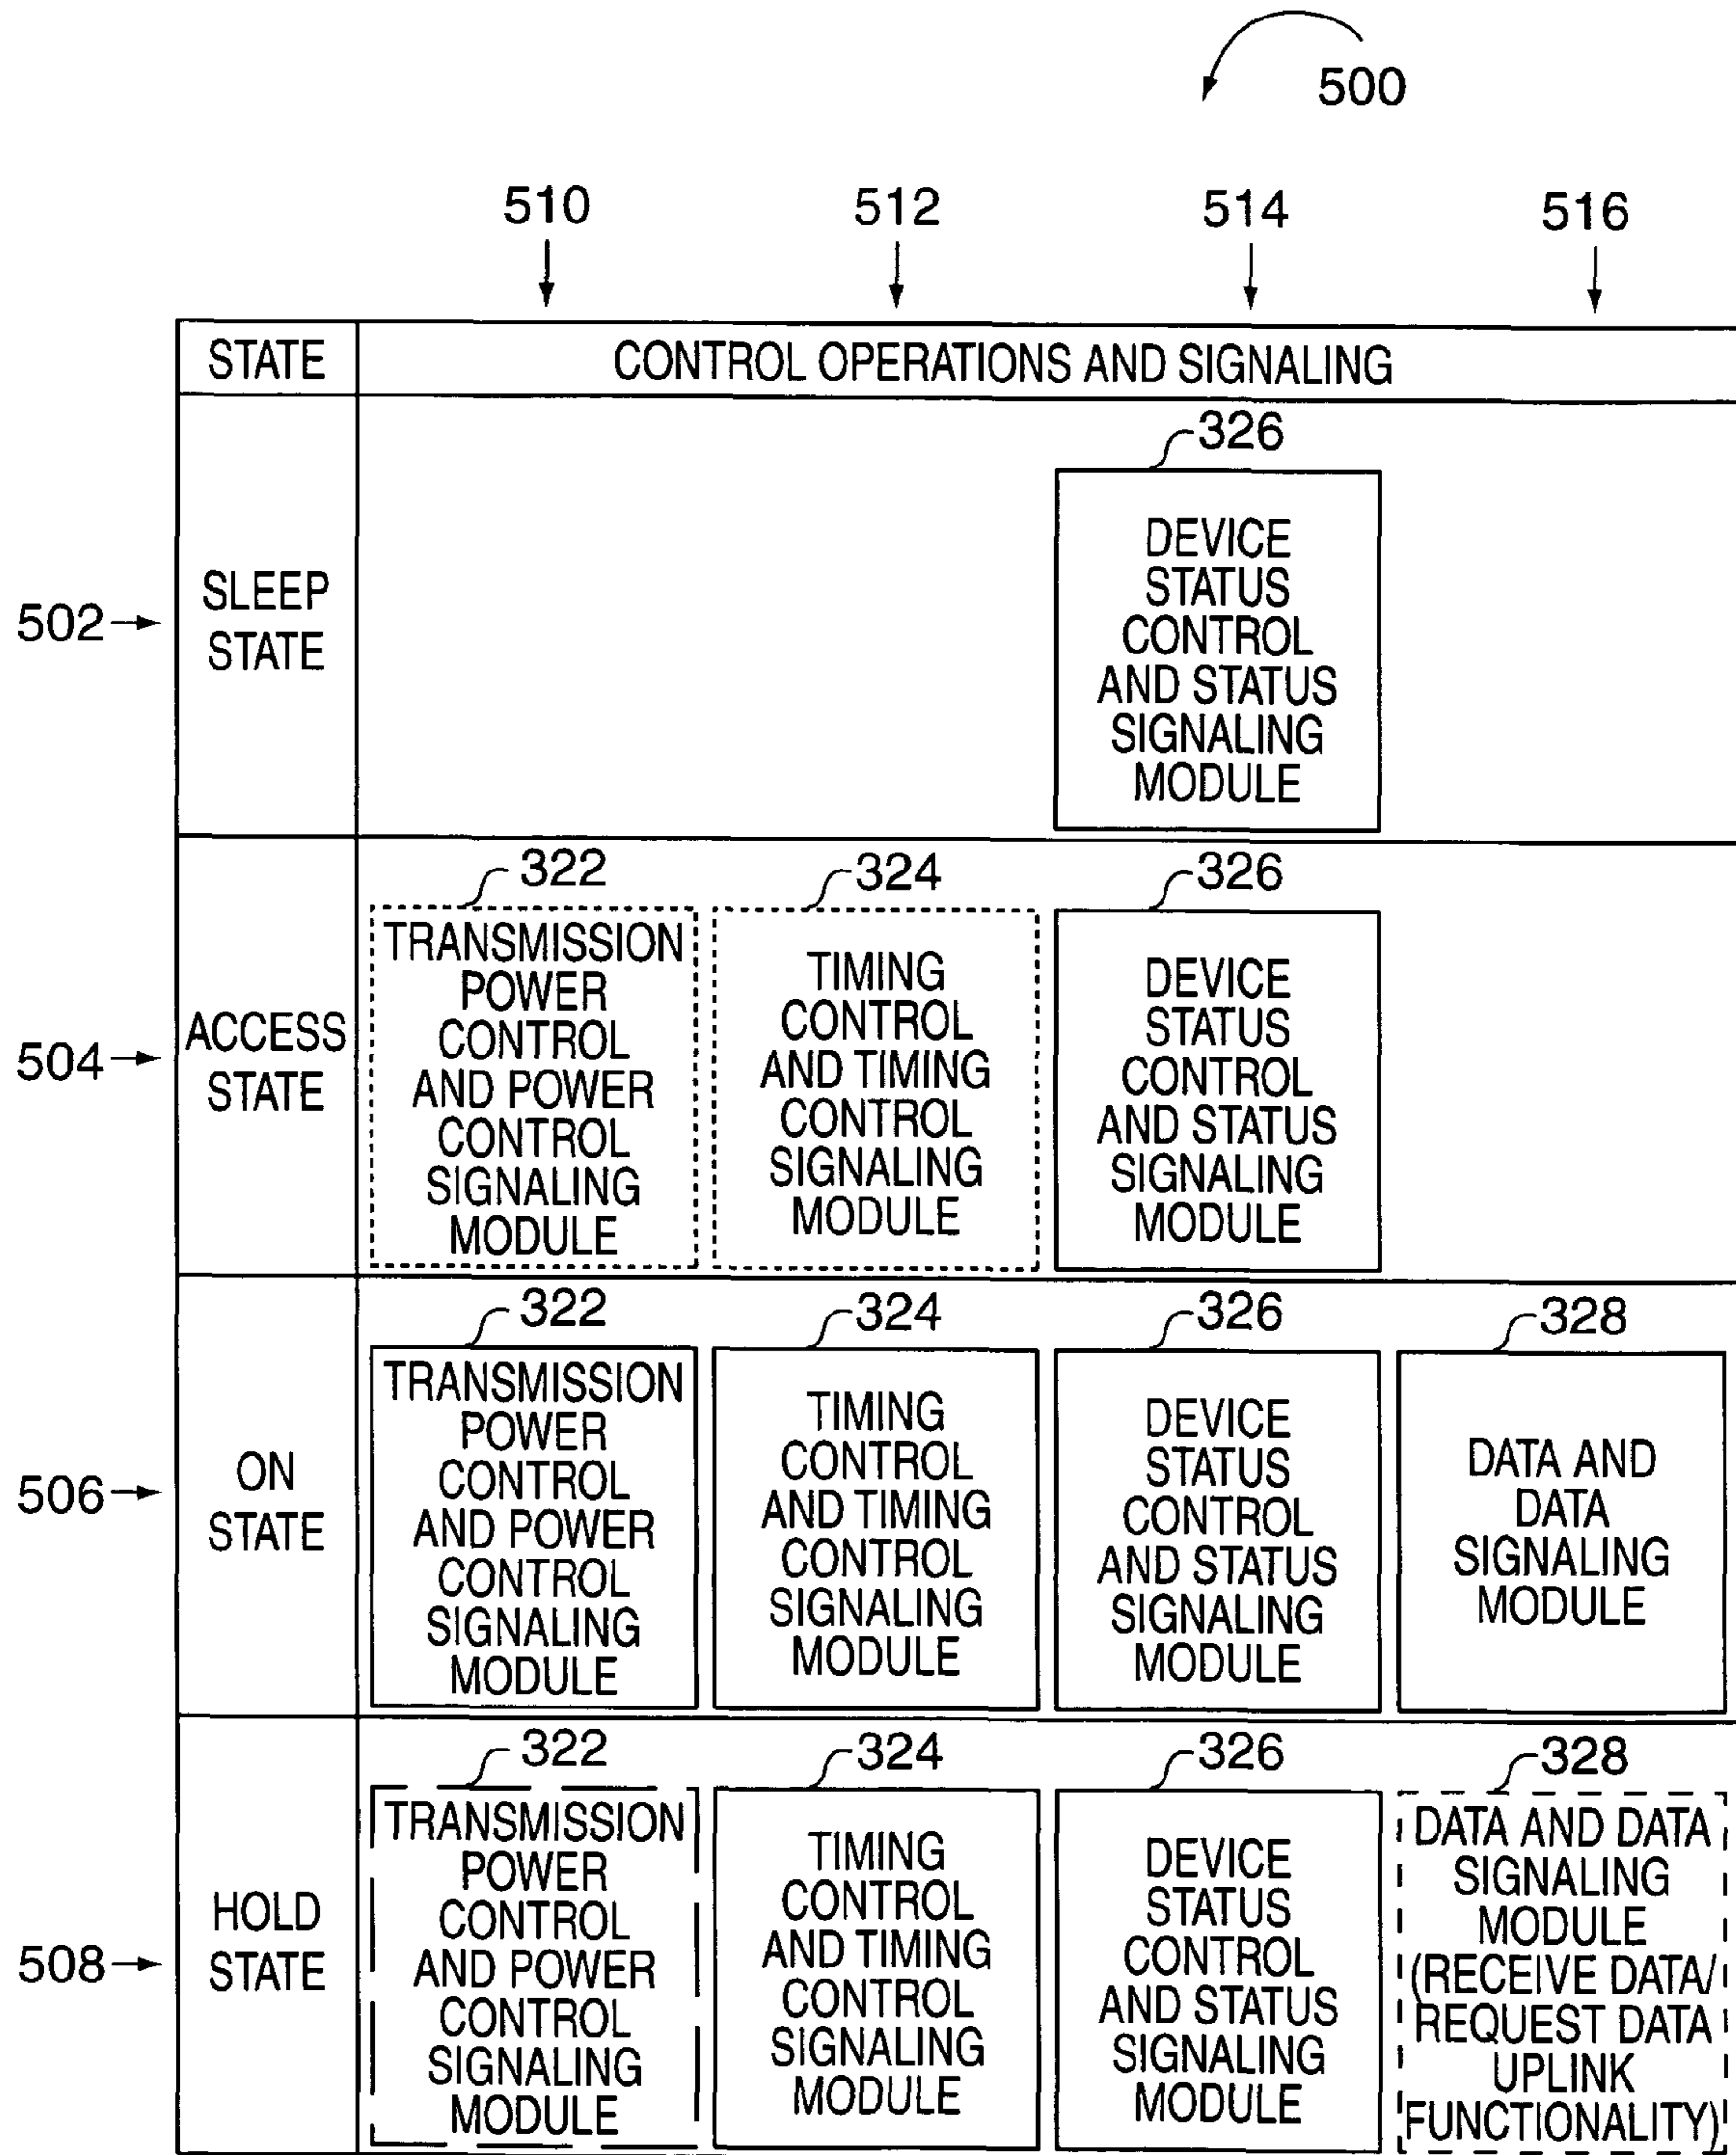 500
510
512
514
516
STATE
CONTROL OPERATIONS AND SIGNALING
502
SLEEP
STATE
326
DEVICE
STATUS
CONTROL
AND STATUS
SIGNALING
MODULE
504
ACCESS
STATE
322
TRANSMISSION
POWER
CONTROL
AND POWER
CONTROL
SIGNALING
MODULE
324
TIMING
CONTROL
AND TIMING
CONTROL
SIGNALING
MODULE
326
DEVICE
STATUS
CONTROL
AND STATUS
SIGNALING
MODULE
506
ON
STATE
322
TRANSMISSION
POWER
CONTROL
AND POWER
CONTROL
SIGNALING
MODULE
324
TIMING
CONTROL
AND TIMING
CONTROL
SIGNALING
MODULE
326
DEVICE
STATUS
CONTROL
AND STATUS
SIGNALING
MODULE
328
DATA AND
DATA
SIGNALING
MODULE
508
HOLD
STATE
322
TRANSMISSION
POWER
CONTROL
AND POWER
CONTROL
SIGNALING
MODULE
324
TIMING
CONTROL
AND TIMING
CONTROL
SIGNALING
MODULE
326
DEVICE
STATUS
CONTROL
AND STATUS
SIGNALING
MODULE
328
DATA AND DATA
SIGNALING
MODULE
(RECEIVE DATA/
REQUEST DATA
UPLINK
FUNCTIONALITY)